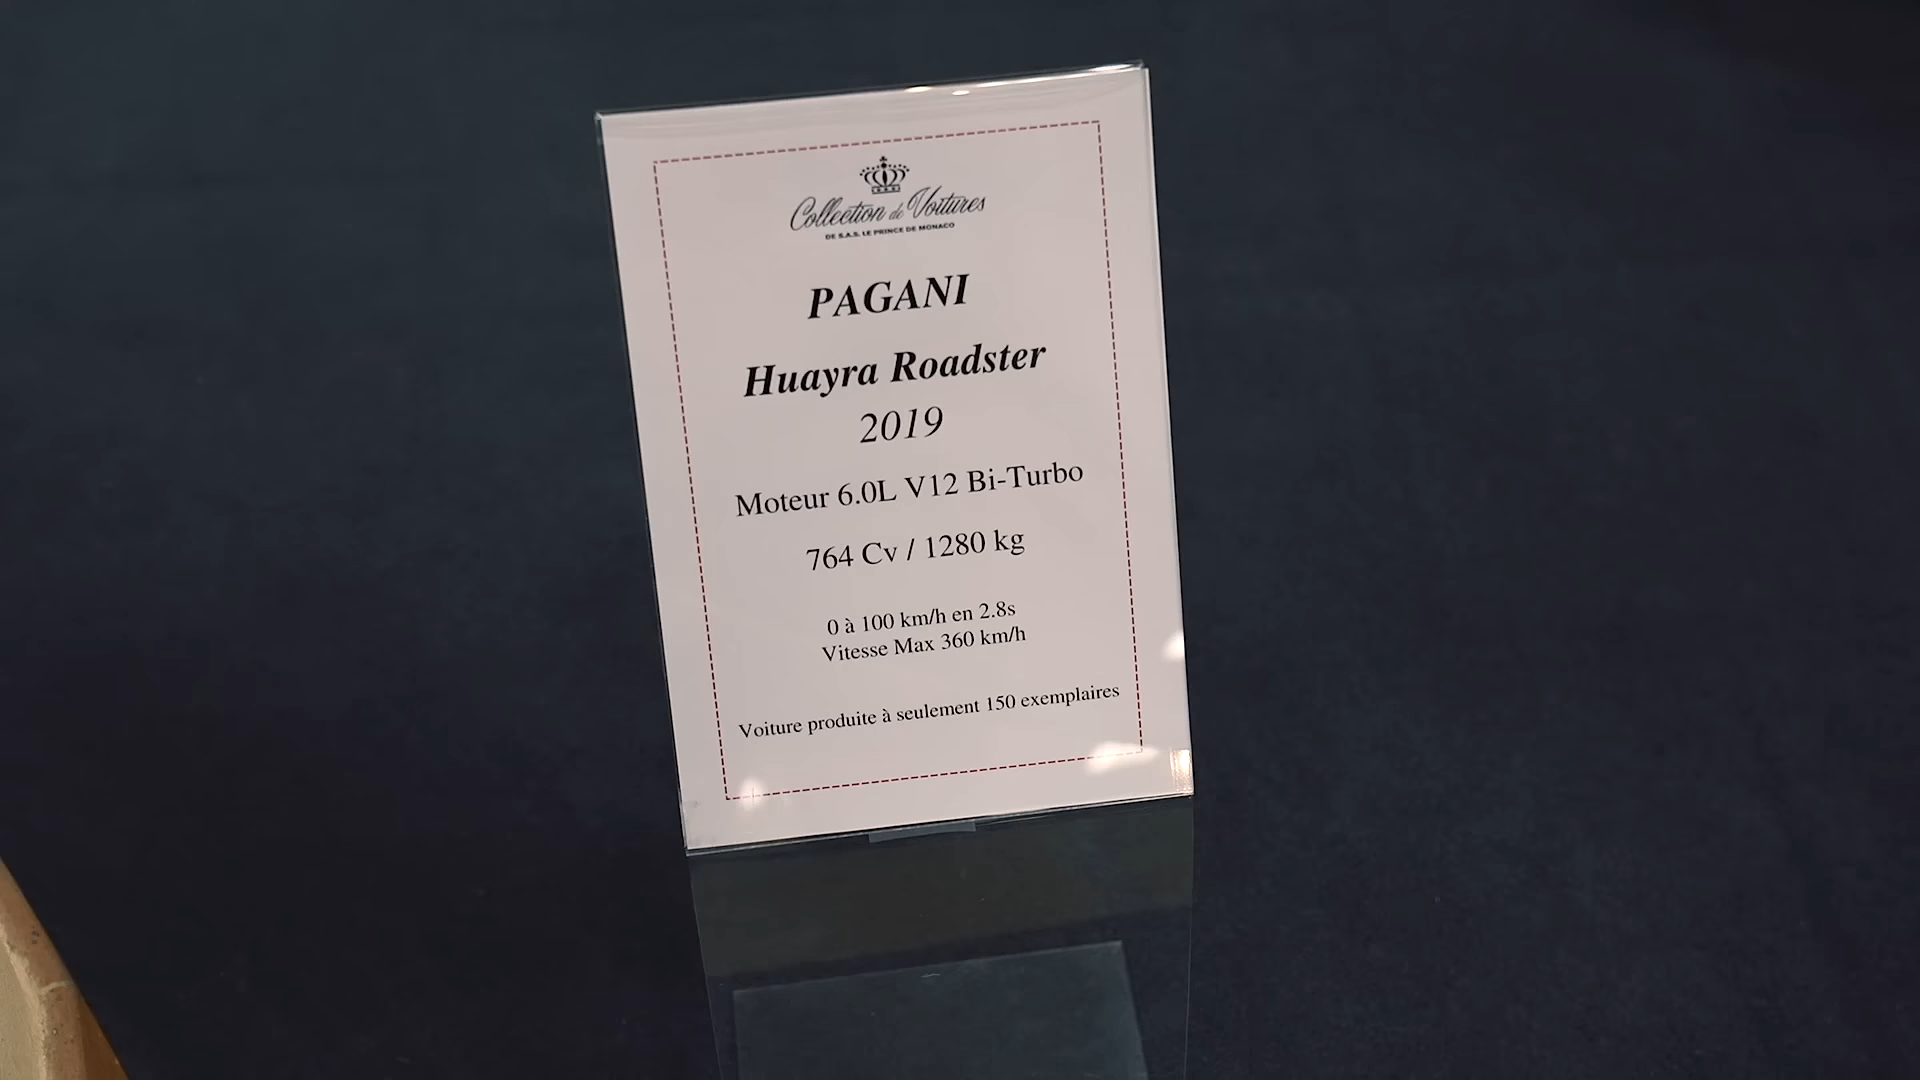 Collection de Voitures
DE S.A.S. LE PRINCE DE MONACO
PAGANI
Huayra Roadster
2019
Moteur 6.0L V12 Bi-Turbo
764 Cv / 1280 kg
0 à 100 km/h en 2.8s
Vitesse Max 360 km/h
Voiture produite à seulement 150 exemplaires